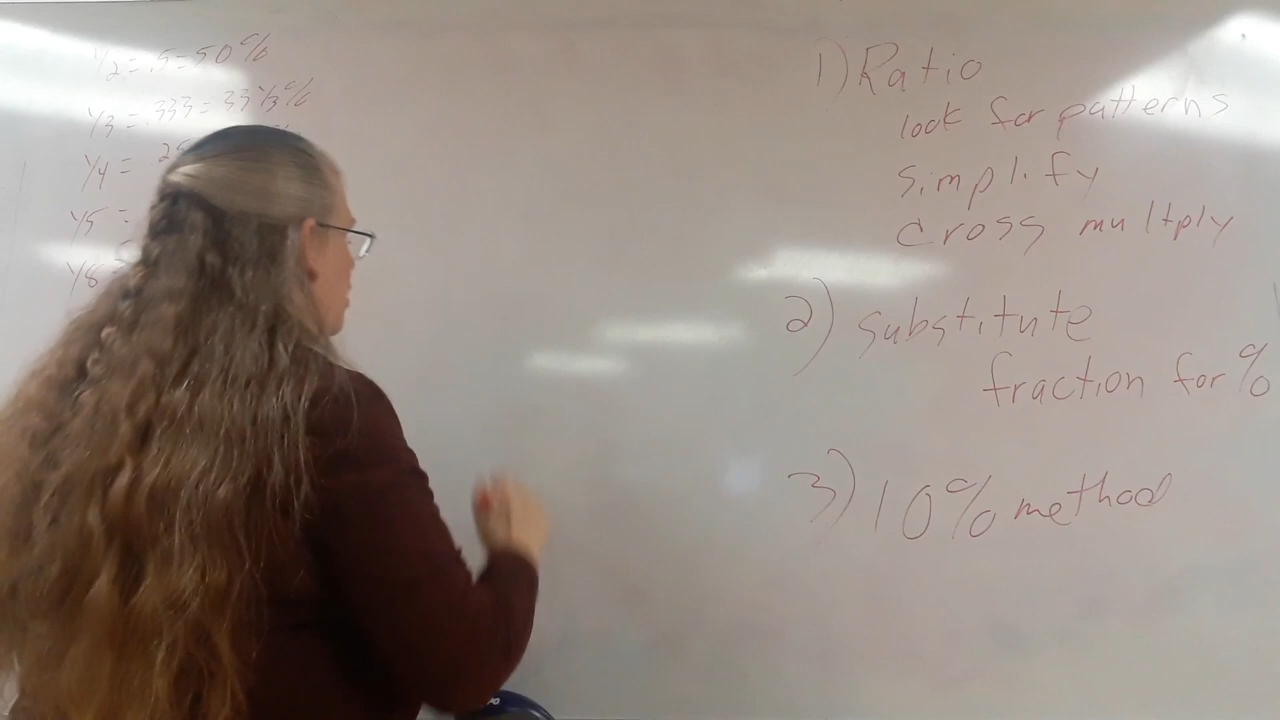 1/2 = .5 = 50%
1/3 = .333 = 33 1/3%
1/4 =
1/5 =
1/8 =
1) Ratio
look for patterns
simplify
cross multply
2) substitute
fraction for %
3) 10% method